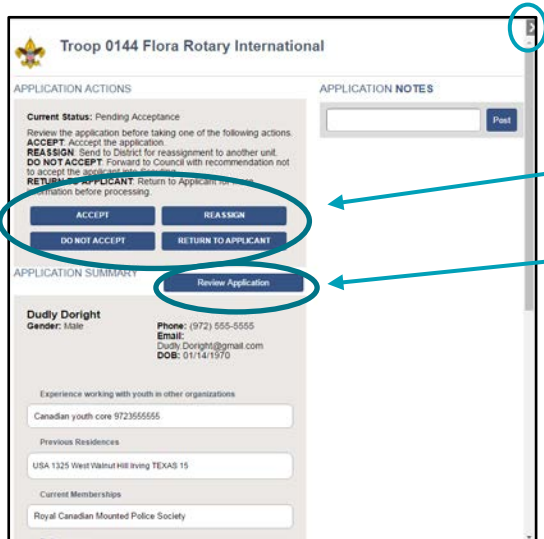 Troop 0144 Flora Rotary International
APPLICATION ACTIONS
Current Status: Pending Acceptance
Review the application before taking one of the following actions.
ACCEPT: Acccept the application.
REASSIGN: Send to District for reassignment to another unit.
DO NOT ACCEPT: Forward to Council with recommendation not
to accept the applicant into Scouting.
RETURN TO APPLICANT: Return to Applicant for
information before processing.
ACCEPT
REASSIGN
DO NOT ACCEPT
RETURN TO APPLICANT
APPLICATION NOTES
Post
APPLICATION SUMMARY
Review Application
Dudly Doright
Gender: Male
Phone: (972) 555-5555
Email:
Dudly.Doright@gmail.com
DOB: 01/14/1970
Experience working with youth in other organizations
Canadian youth core 9723555555
Previous Residences
USA 1325 West Walnut Hill Irving TEXAS 15
Current Memberships
Royal Canadian Mounted Police Society